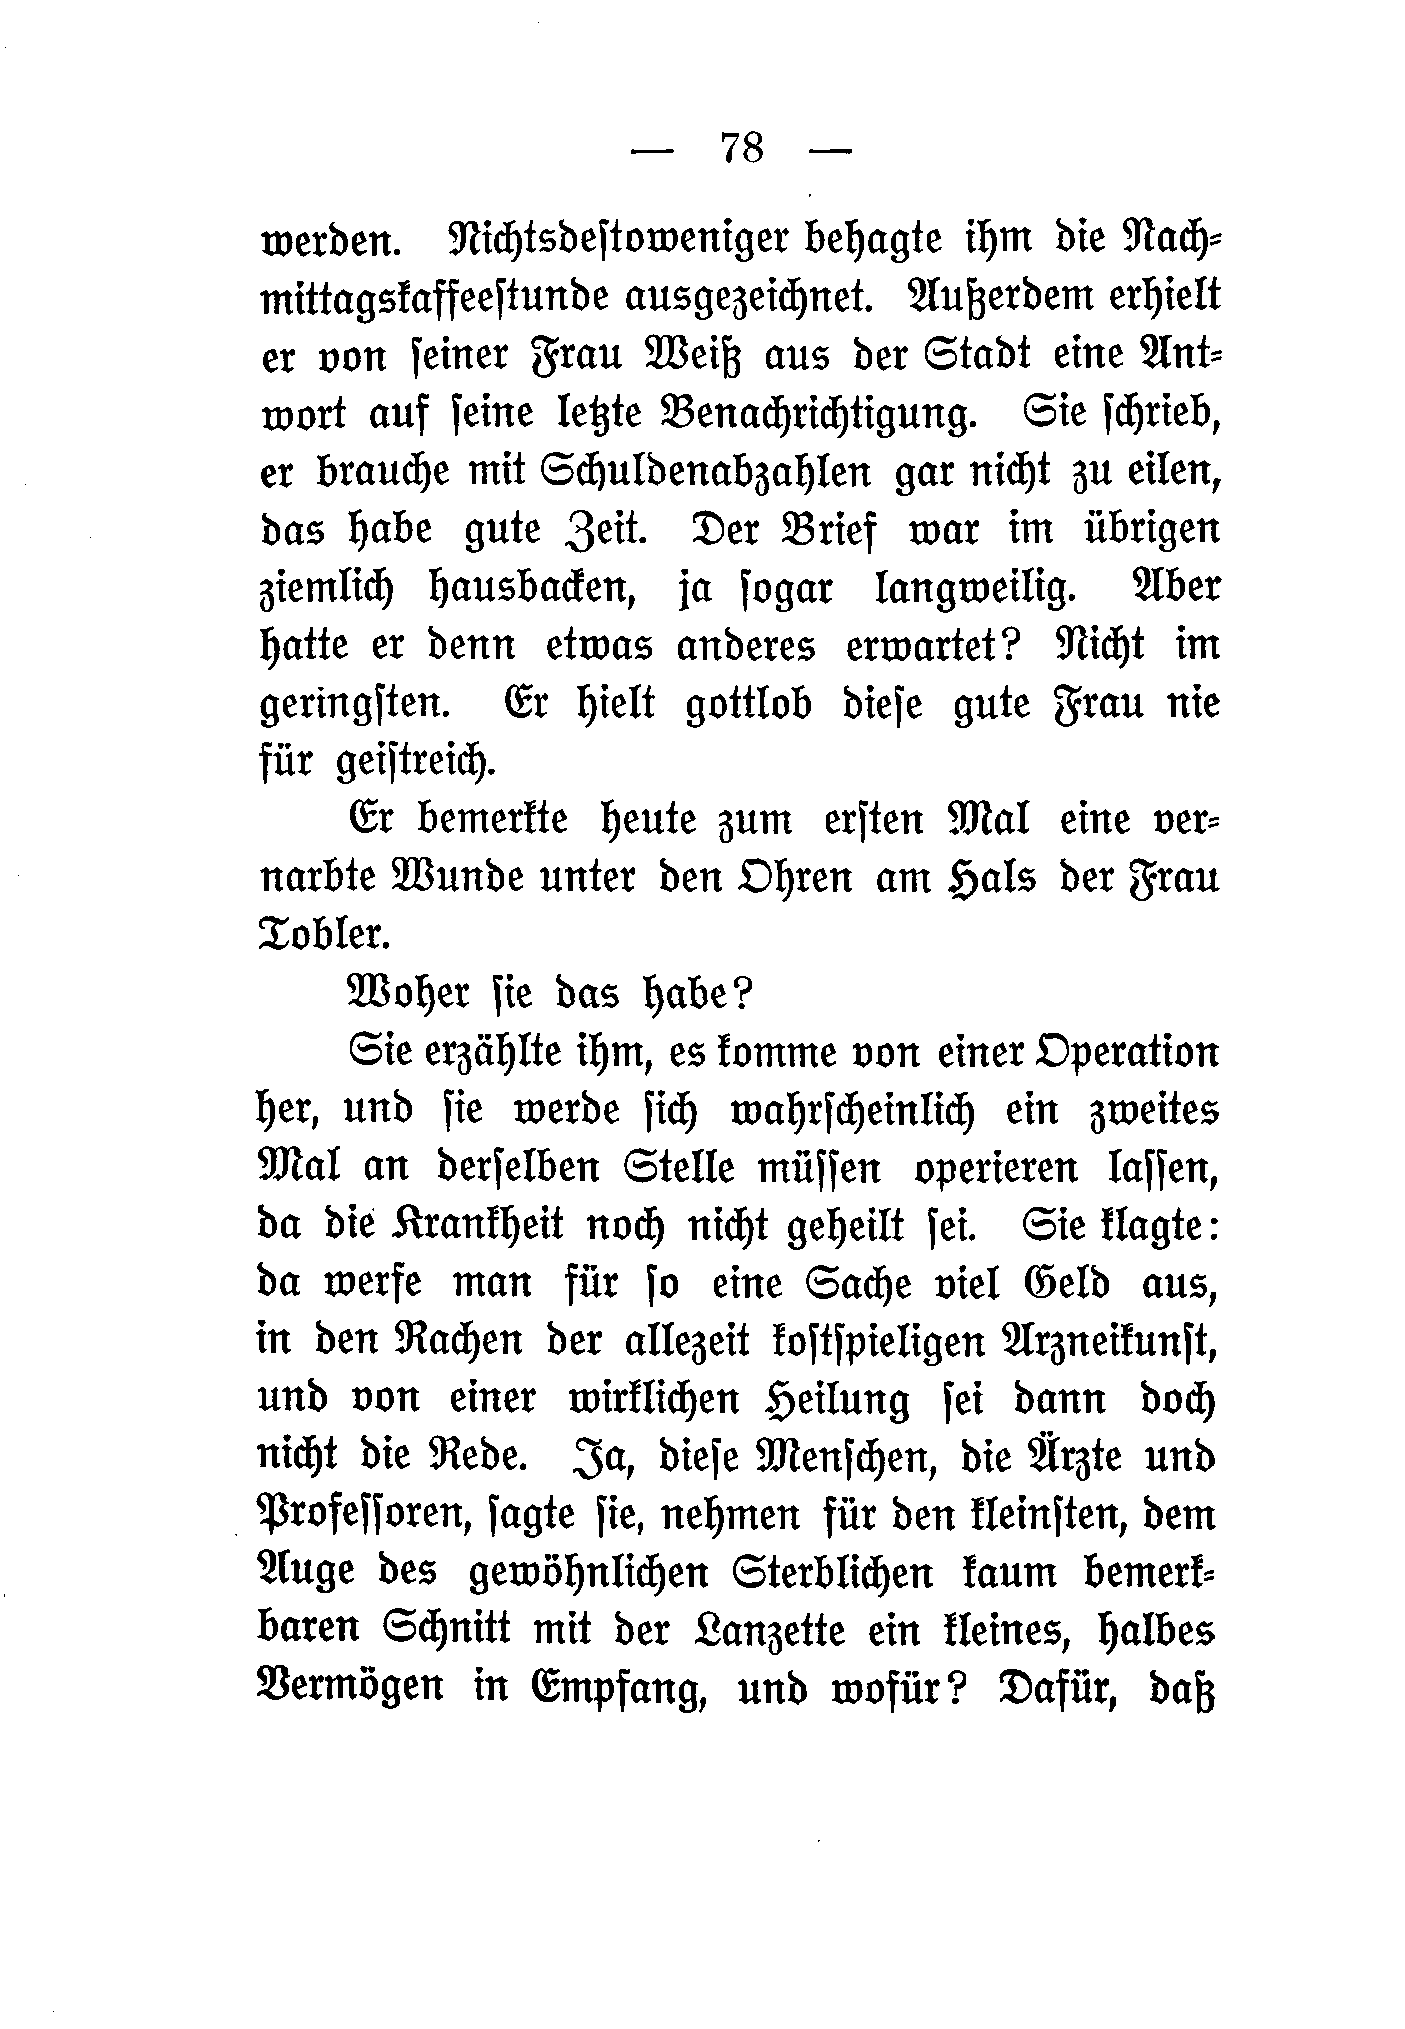 — 78 —
werden. Nichtsdestoweniger behagte ihm die Nach-
mittagskaffeestunde ausgezeichnet. Außerdem erhielt
er von seiner Frau Weiß aus der Stadt eine Ant-
wort auf seine letzte Benachrichtigung. Sie schrieb,
er brauche mit Schuldenabzahlen gar nicht zu eilen,
das habe gute Zeit. Der Brief war im übrigen
ziemlich hausbacken, ja sogar langweilig. Aber
hatte er denn etwas anderes erwartet? Nicht im
geringsten. Er hielt gottlob diese gute Frau nie
für geistreich.
Er bemerkte heute zum ersten Mal eine ver-
narbte Wunde unter den Ohren am Hals der Frau
Tobler.
Woher sie das habe?
Sie erzählte ihm, es komme von einer Operation
her, und sie werde sich wahrscheinlich ein zweites
Mal an derselben Stelle müssen operieren lassen,
da die Krankheit noch nicht geheilt sei. Sie klagte:
da werfe man für so eine Sache viel Geld aus,
in den Rachen der allezeit kostspieligen Arzneikunst,
und von einer wirklichen Heilung sei dann doch
nicht die Rede. Ja, diese Menschen, die Ärzte und
Professoren, sagte sie, nehmen für den kleinsten, dem
Auge des gewöhnlichen Sterblichen kaum bemerk-
baren Schnitt mit der Lanzette ein kleines, halbes
Vermögen in Empfang, und wofür? Dafür, daß